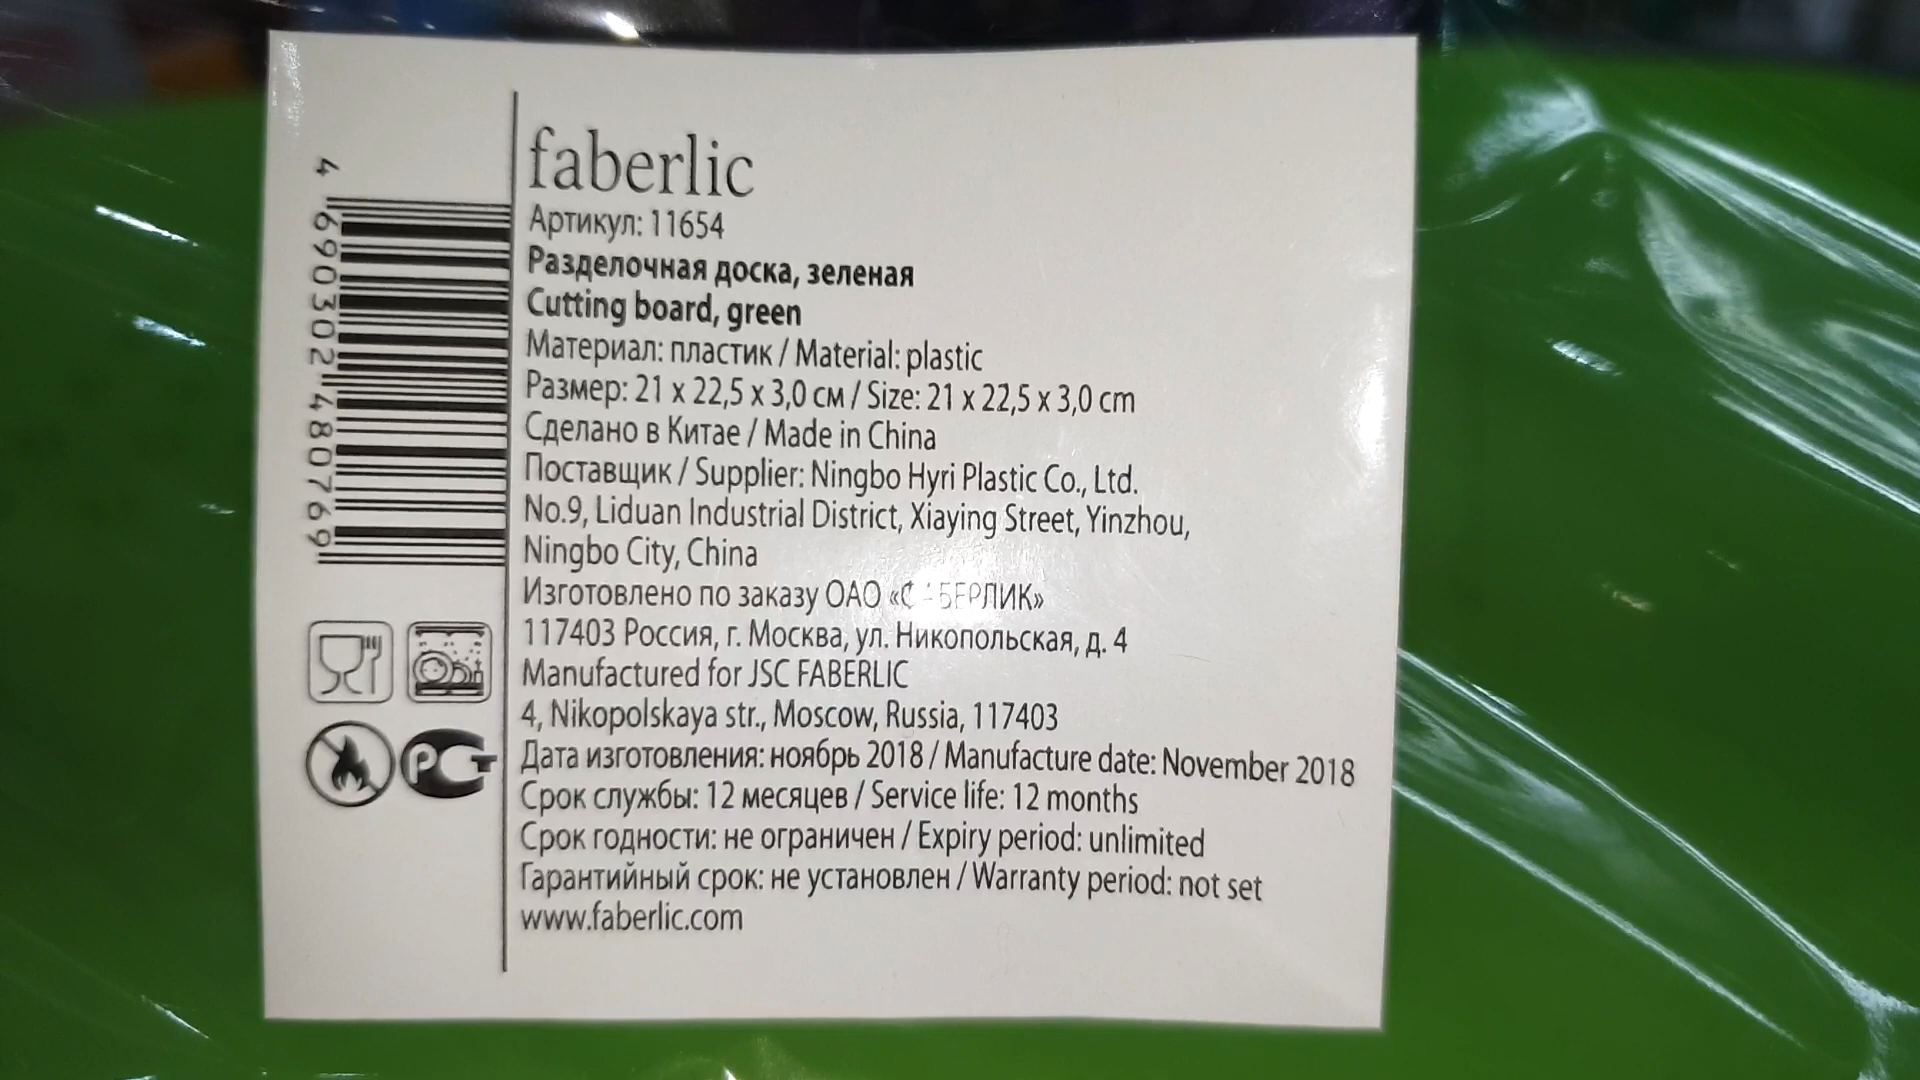 faberlic
Артикул: 11654
Разделочная доска, зеленая
Cutting board, green
Материал: пластик / Material: plastic
Размер: 21 x 22,5 x 3,0 см / Size: 21 x 22,5 x 3,0 cm
Сделано в Китае / Made in China
Поставщик / Supplier: Ningbo Hyri Plastic Co., Ltd.
No.9, Liduan Industrial District, Xiaying Street, Yinzhou,
Ningbo City, China
Изготовлено по заказу ОАО «ФАБЕРЛИК»
117403 Россия, г. Москва, ул. Никопольская, д. 4
Manufactured for JSC FABERLIC
4, Nikopolskaya str., Moscow, Russia, 117403
Дата изготовления: ноябрь 2018 / Manufacture date: November 2018
Срок службы: 12 месяцев / Service life: 12 months
Срок годности: не ограничен / Expiry period: unlimited
Гарантийный срок: не установлен / Warranty period: not set
www.faberlic.com
4 690302 480769
РСТ